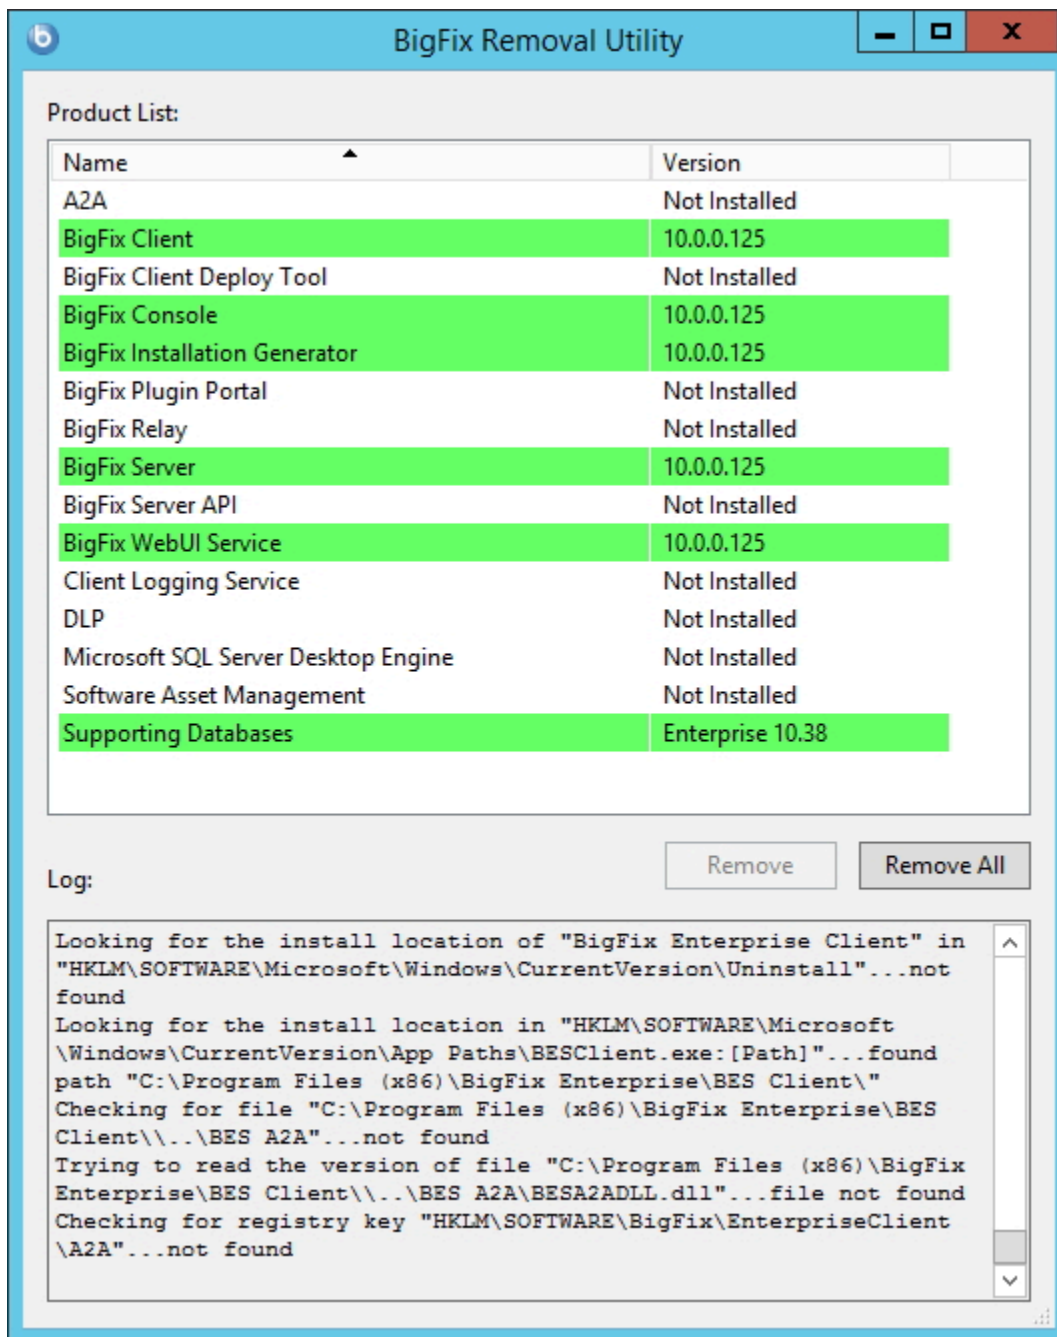 BigFix Removal Utility
Product List:
Name Version
A2A Not Installed
BigFix Client 10.0.0.125
BigFix Client Deploy Tool Not Installed
BigFix Console 10.0.0.125
BigFix Installation Generator 10.0.0.125
BigFix Plugin Portal Not Installed
BigFix Relay Not Installed
BigFix Server 10.0.0.125
BigFix Server API Not Installed
BigFix WebUI Service 10.0.0.125
Client Logging Service Not Installed
DLP Not Installed
Microsoft SQL Server Desktop Engine Not Installed
Software Asset Management Not Installed
Supporting Databases Enterprise 10.38
Remove Remove All
Log:
Looking for the install location of "BigFix Enterprise Client" in
"HKLM\SOFTWARE\Microsoft\Windows\CurrentVersion\Uninstall"...not
found
Looking for the install location in "HKLM\SOFTWARE\Microsoft
\Windows\CurrentVersion\App Paths\BESClient.exe:[Path]"...found
path "C:\Program Files (x86)\BigFix Enterprise\BES Client\"
Checking for file "C:\Program Files (x86)\BigFix Enterprise\BES
Client\\..\BES A2A"...not found
Trying to read the version of file "C:\Program Files (x86)\BigFix
Enterprise\BES Client\\..\BES A2A\BESA2ADLL.dll"...file not found
Checking for registry key "HKLM\SOFTWARE\BigFix\EnterpriseClient
\A2A"...not found